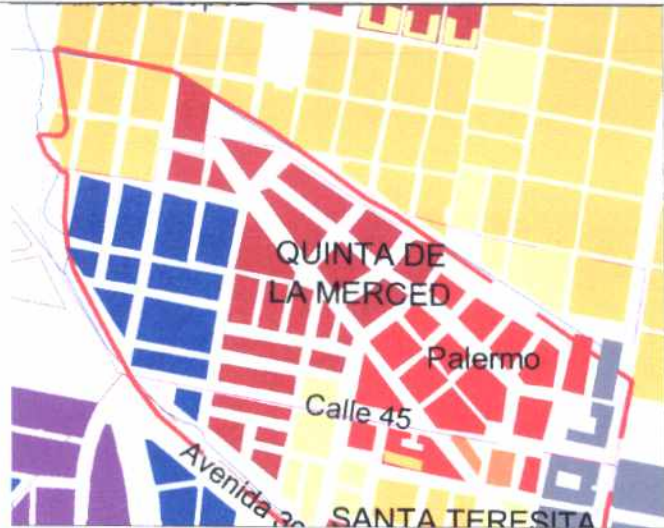 QUINTA DE
LA MERCED
Palermo
Calle 45
Avenida
SANTA TERESITA